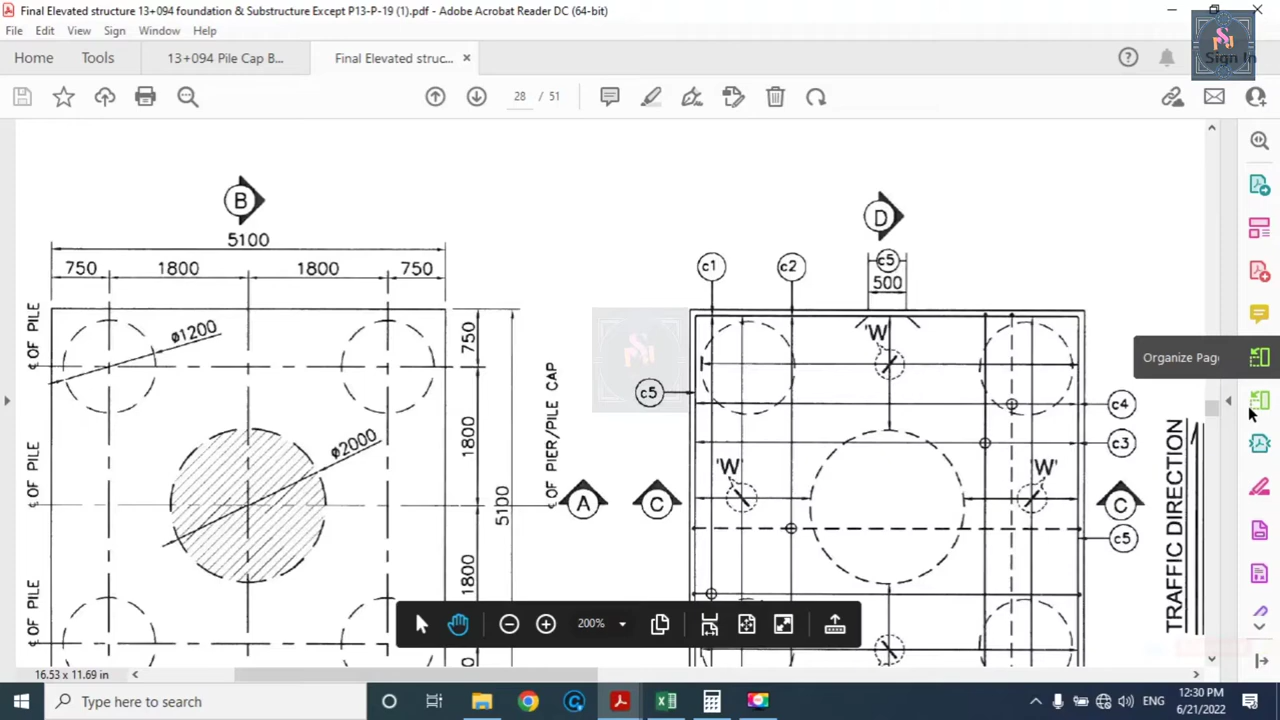 Final Elevated structure 13+094 foundation & Substructure Except P13-P-19 (1).pdf - Adobe Acrobat Reader DC (64-bit)
File Edit View Sign Window Help
Home Tools 13+094 Pile Cap B... Final Elevated struc... × Sign In
28 / 51
B
5100
750 1800 1800 750
ø1200
ø2000
℄ OF PILE
℄ OF PILE
℄ OF PILE
750
1800
5100
1800
℄ OF PIER/PILE CAP
A
D
c1 c2 c5
500
'W'
c5
c4
c3
'W' W'
C C
c5
TRAFFIC DIRECTION
Organize Pag
200%
16.53 x 11.69 in
Type here to search
ENG
12:30 PM
6/21/2022